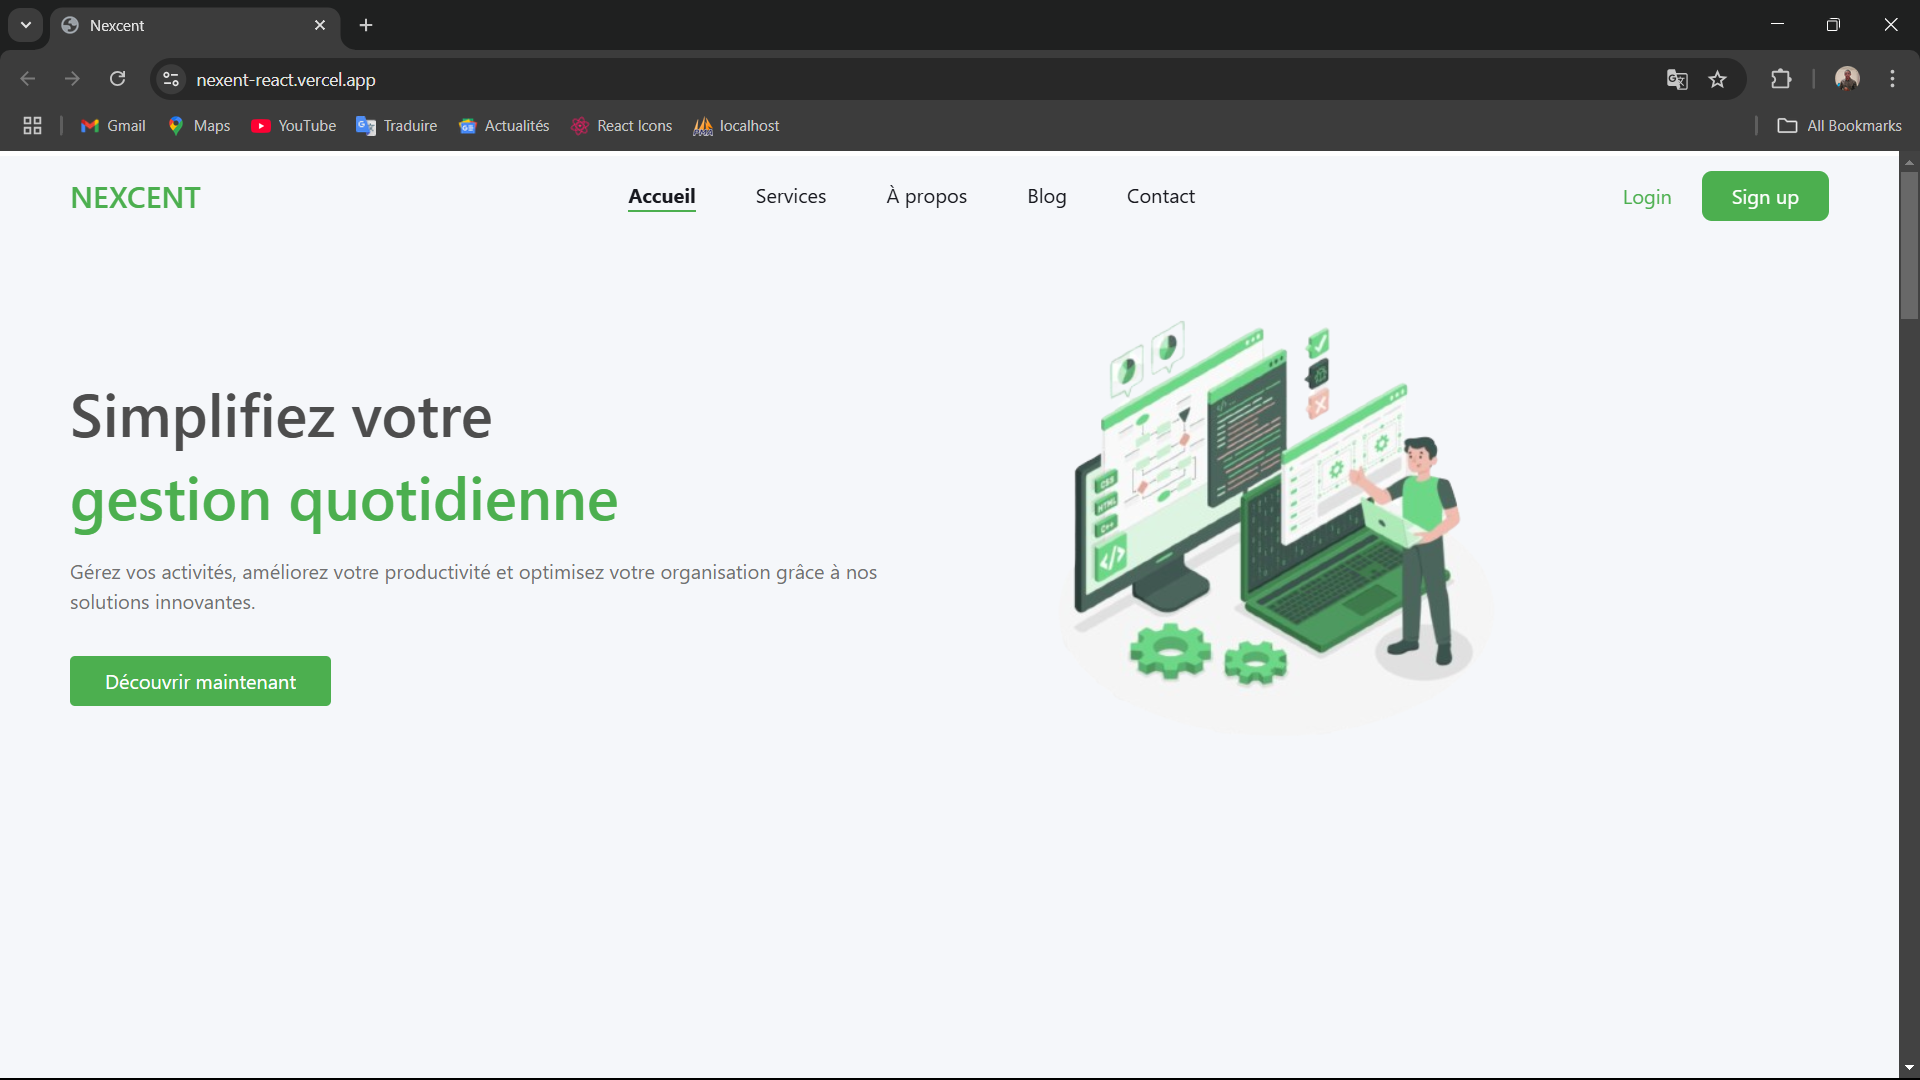 Nexcent
nexent-react.vercel.app
Gmail
Maps
YouTube
Traduire
Actualités
React Icons
localhost
All Bookmarks
NEXCENT
Accueil
Services
À propos
Blog
Contact
Login
Sign up
Simplifiez votre
gestion quotidienne
Gérez vos activités, améliorez votre productivité et optimisez votre organisation grâce à nos
solutions innovantes.
Découvrir maintenant
CSS
HTML
C++
</>